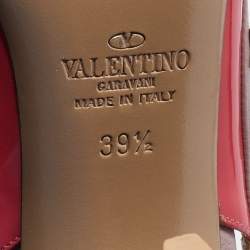 VALENTINO
GARAVANI
MADE IN ITALY
39½